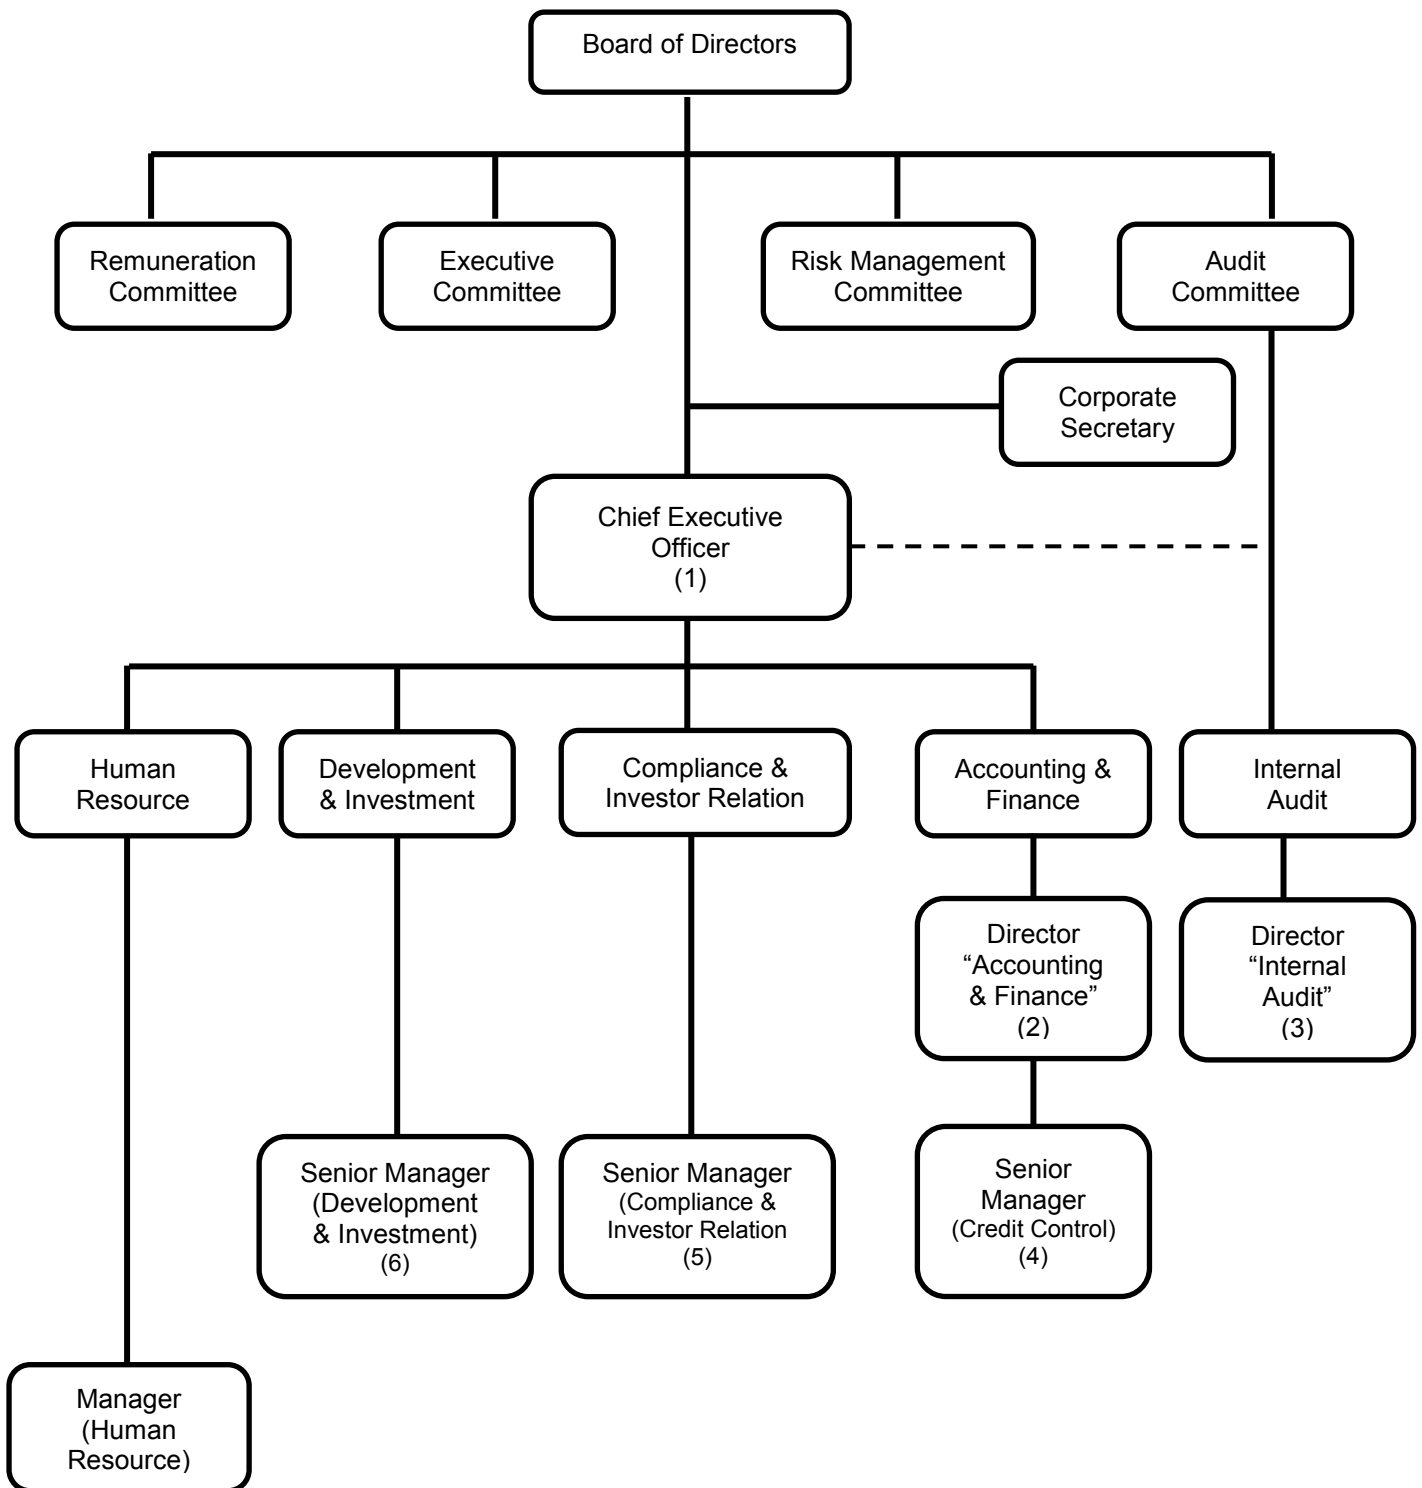 Board of Directors
Remuneration
Committee
Executive
Committee
Risk Management
Committee
Audit
Committee
Corporate
Secretary
Chief Executive
Officer
(1)
Human
Resource
Development
& Investment
Compliance &
Investor Relation
Accounting &
Finance
Internal
Audit
Director
“Accounting
& Finance”
(2)
Director
“Internal
Audit”
(3)
Senior Manager
(Development
& Investment)
(6)
Senior Manager
(Compliance &
Investor Relation
(5)
Senior
Manager
(Credit Control)
(4)
Manager
(Human
Resource)